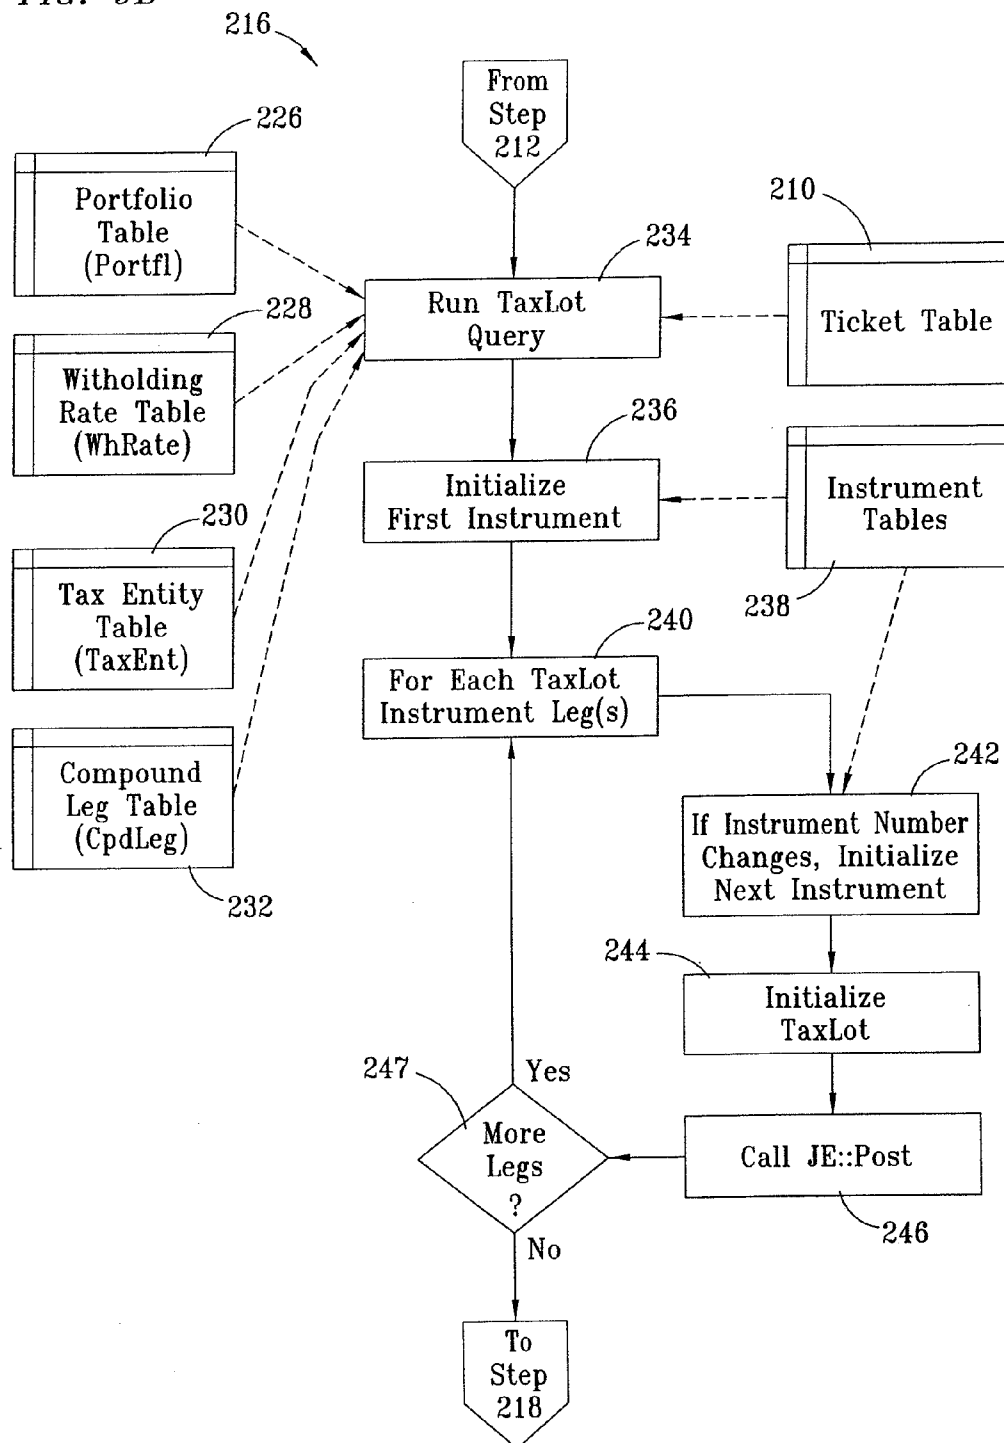 216
From
Step
212
226
Portfolio
Table
(Portfl)
210
Ticket Table
234
Run TaxLot
Query
228
Witholding
Rate Table
(WhRate)
236
Initialize
First Instrument
Instrument
Tables
238
230
Tax Entity
Table
(TaxEnt)
240
For Each TaxLot
Instrument Leg(s)
Compound
Leg Table
(CpdLeg)
232
242
If Instrument Number
Changes, Initialize
Next Instrument
244
Initialize
TaxLot
247
Yes
More
Legs
?
Call JE::Post
246
No
To
Step
218